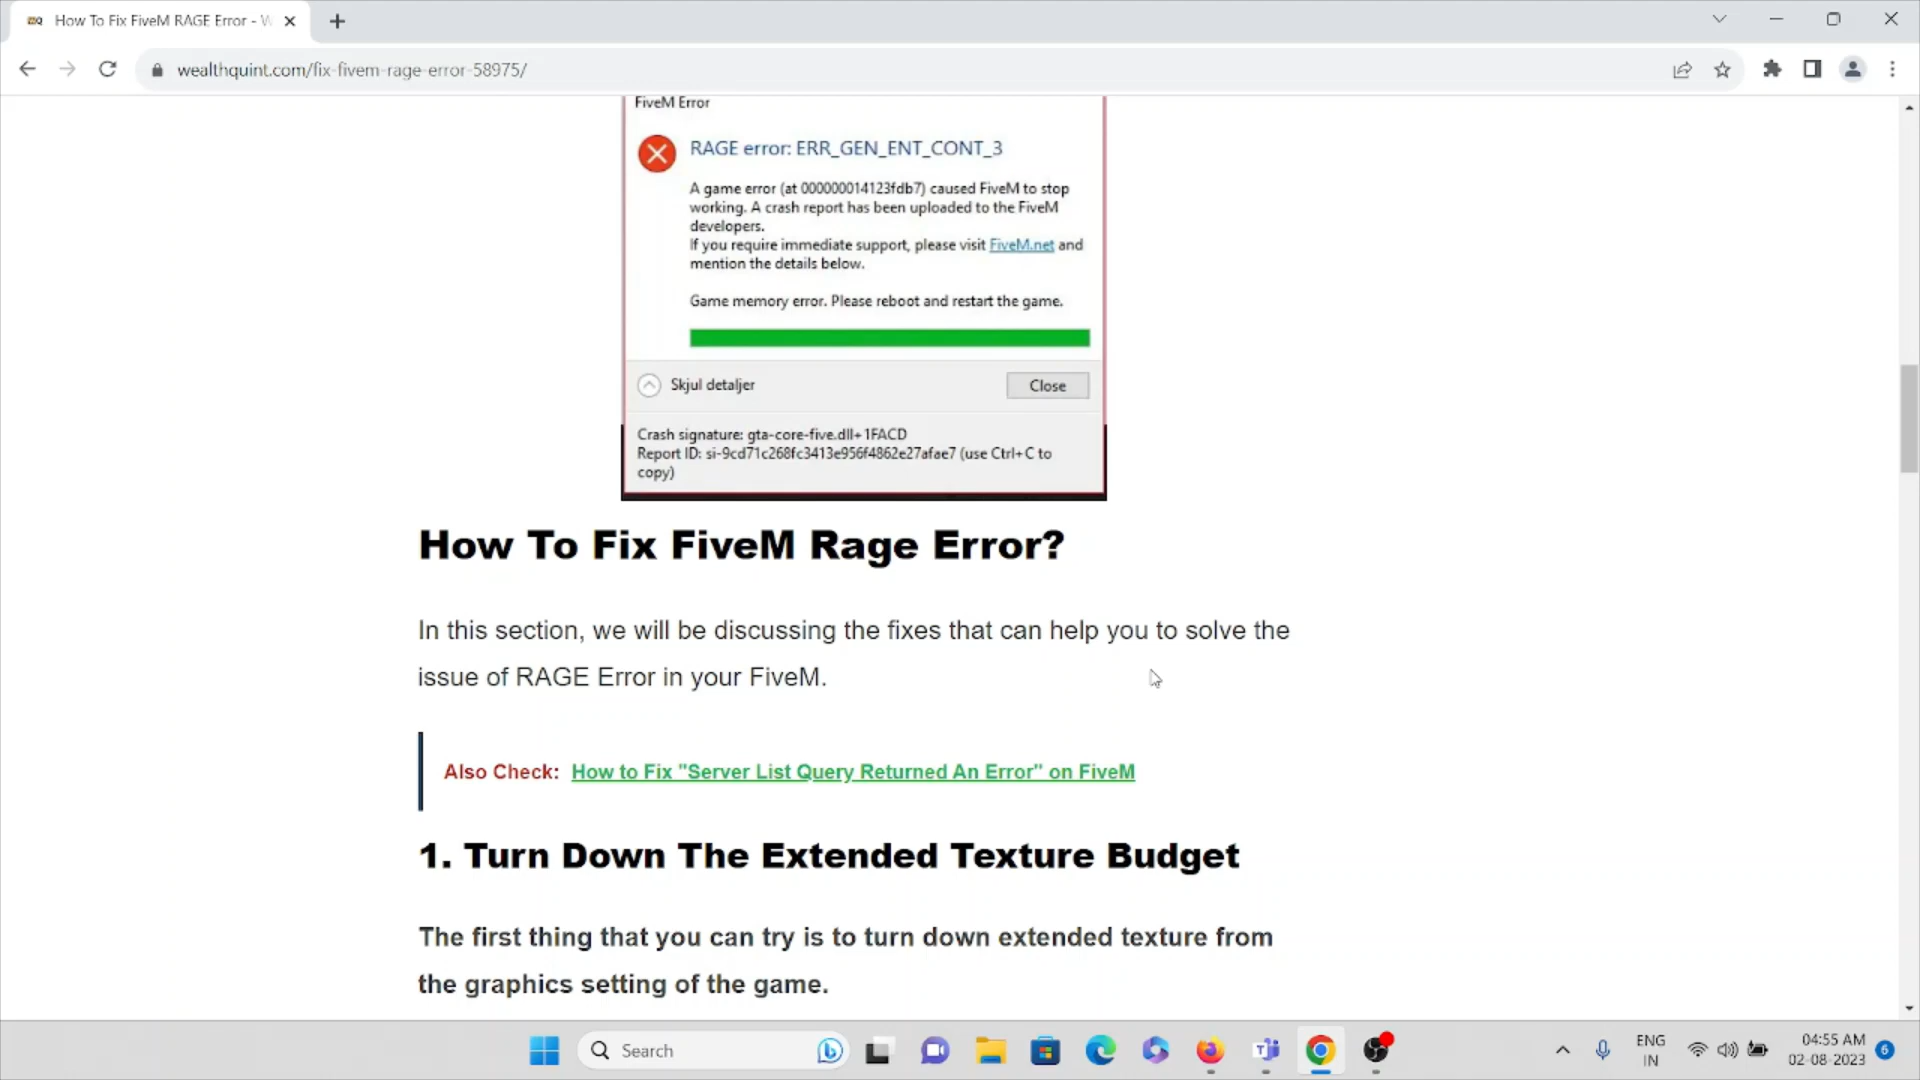 How To Fix FiveM RAGE Error - W
wealthquint.com/fix-fivem-rage-error-58975/
FiveM Error
RAGE error: ERR_GEN_ENT_CONT_3
A game error (at 000000014123fdb7) caused FiveM to stop
working. A crash report has been uploaded to the FiveM
developers.
If you require immediate support, please visit FiveM.net and
mention the details below.
Game memory error. Please reboot and restart the game.
Skjul detaljer
Close
Crash signature: gta-core-five.dll+1FACD
Report ID: si-9cd71c268fc3413e956f4862e27afae7 (use Ctrl+C to
copy)
How To Fix FiveM Rage Error?
In this section, we will be discussing the fixes that can help you to solve the
issue of RAGE Error in your FiveM.
Also Check: How to Fix "Server List Query Returned An Error" on FiveM
1. Turn Down The Extended Texture Budget
The first thing that you can try is to turn down extended texture from
the graphics setting of the game.
Search
ENG
IN
04:55 AM
02-08-2023
6